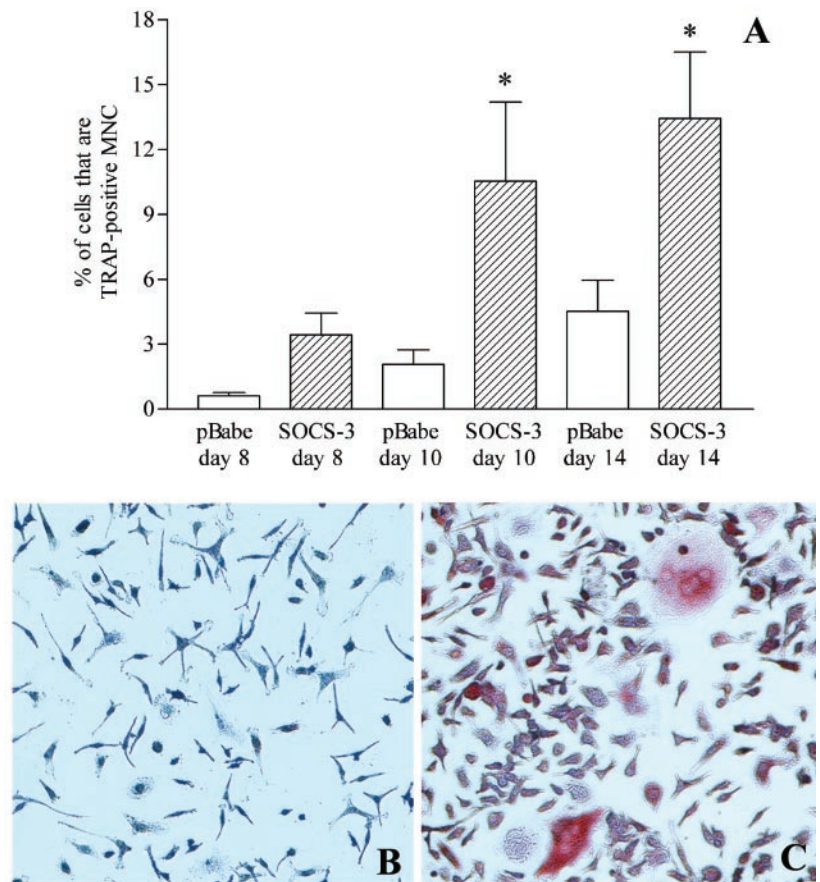 A
% of cells that are
TRAP-positive MNC
18
15
12
9
6
3
0
*
*
pBabe
day 8
SOCS-3
day 8
pBabe
day 10
SOCS-3
day 10
pBabe
day 14
SOCS-3
day 14
B
C